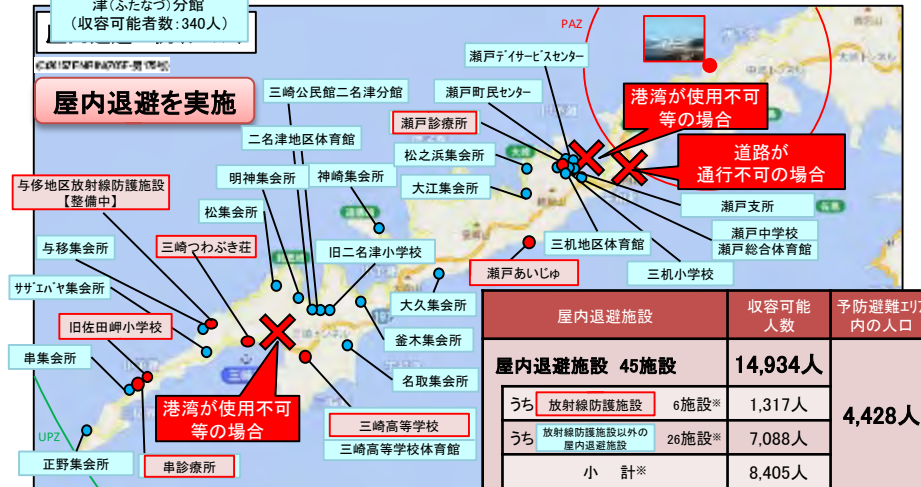 津(ふたなづ)分館
(収容可能者数:340人)
屋内退避を実施
PAZ
瀬戸デイサービスセンター
三崎公民館二名津分館
瀬戸町民センター
港湾が使用不可
等の場合
瀬戸診療所
二名津地区体育館
松之浜集会所
道路が
通行不可の場合
明神集会所
神崎集会所
大江集会所
与侈地区放射線防護施設
【整備中】
瀬戸支所
松集会所
瀬戸中学校
瀬戸総合体育館
与移集会所
三崎つわぶき荘
旧二名津小学校
三机地区体育館
瀬戸あいじゅ
三机小学校
サザエバヤ集会所
大久集会所
旧佐田岬小学校
釜木集会所
串集会所
名取集会所
港湾が使用不可
等の場合
三崎高等学校
三崎高等学校体育館
UPZ
正野集会所
串診療所
屋内退避施設
収容可能
人数
予防避難エリア
内の人口
屋内退避施設 45施設
14,934人
4,428人
うち 放射線防護施設 6施設※
1,317人
うち 放射線防護施設以外の
屋内退避施設 26施設※
7,088人
小 計※
8,405人